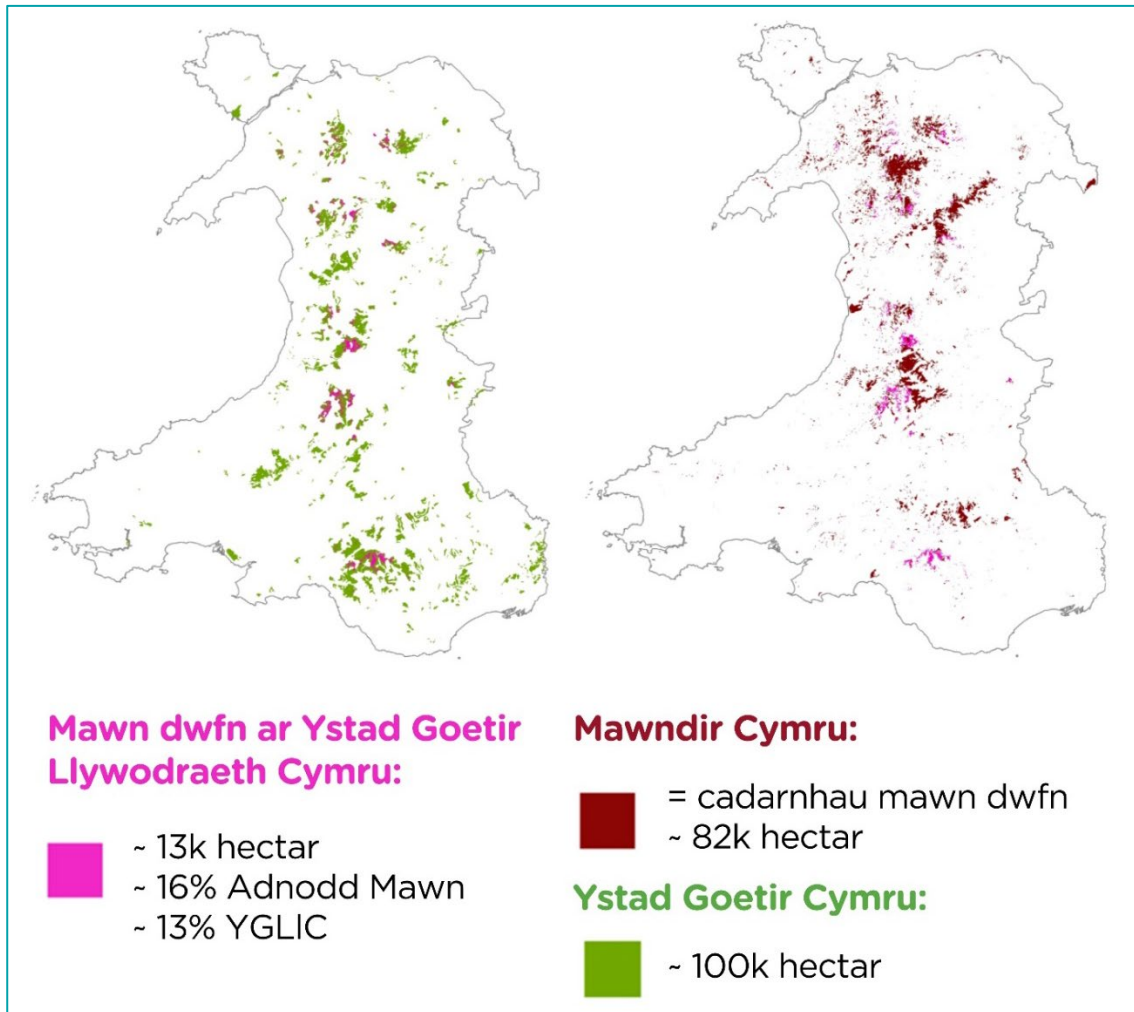 Mawn dwfn ar Ystad Goetir
Llywodraeth Cymru:
~ 13k hectar
~ 16% Adnodd Mawn
~ 13% YGLIC
Mawndir Cymru:
= cadarnhau mawn dwfn
~ 82k hectar
Ystad Goetir Cymru:
~ 100k hectar